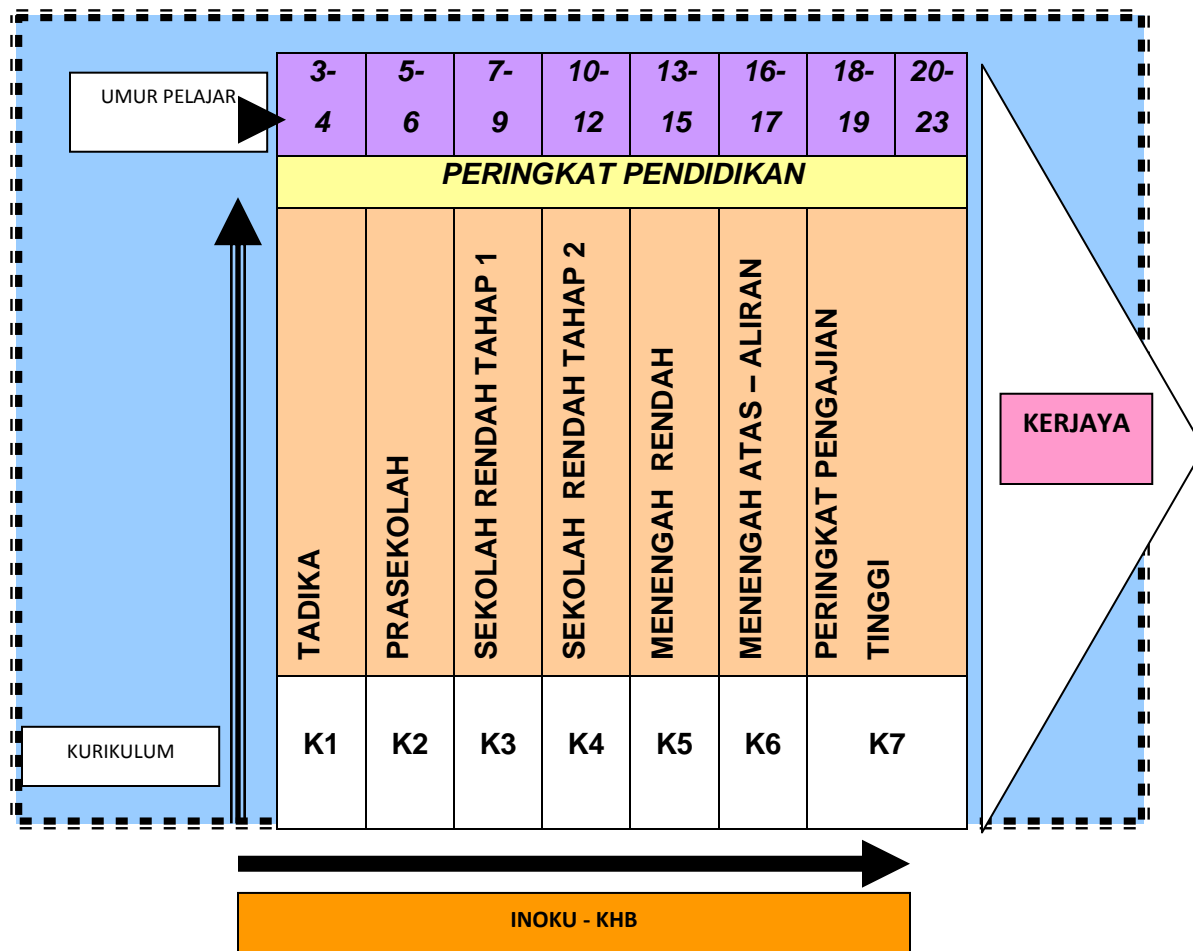 UMUR PELAJAR
3-
4
5-
6
7-
9
10-
12
13-
15
16-
17
18-
19
20-
23
PERINGKAT PENDIDIKAN
TADIKA
PRASEKOLAH
SEKOLAH RENDAH TAHAP 1
SEKOLAH RENDAH TAHAP 2
MENENGAH RENDAH
MENENGAH ATAS – ALIRAN
PERINGKAT PENGAJIAN
TINGGI
KERJAYA
KURIKULUM
K1
K2
K3
K4
K5
K6
K7
INOKU - KHB